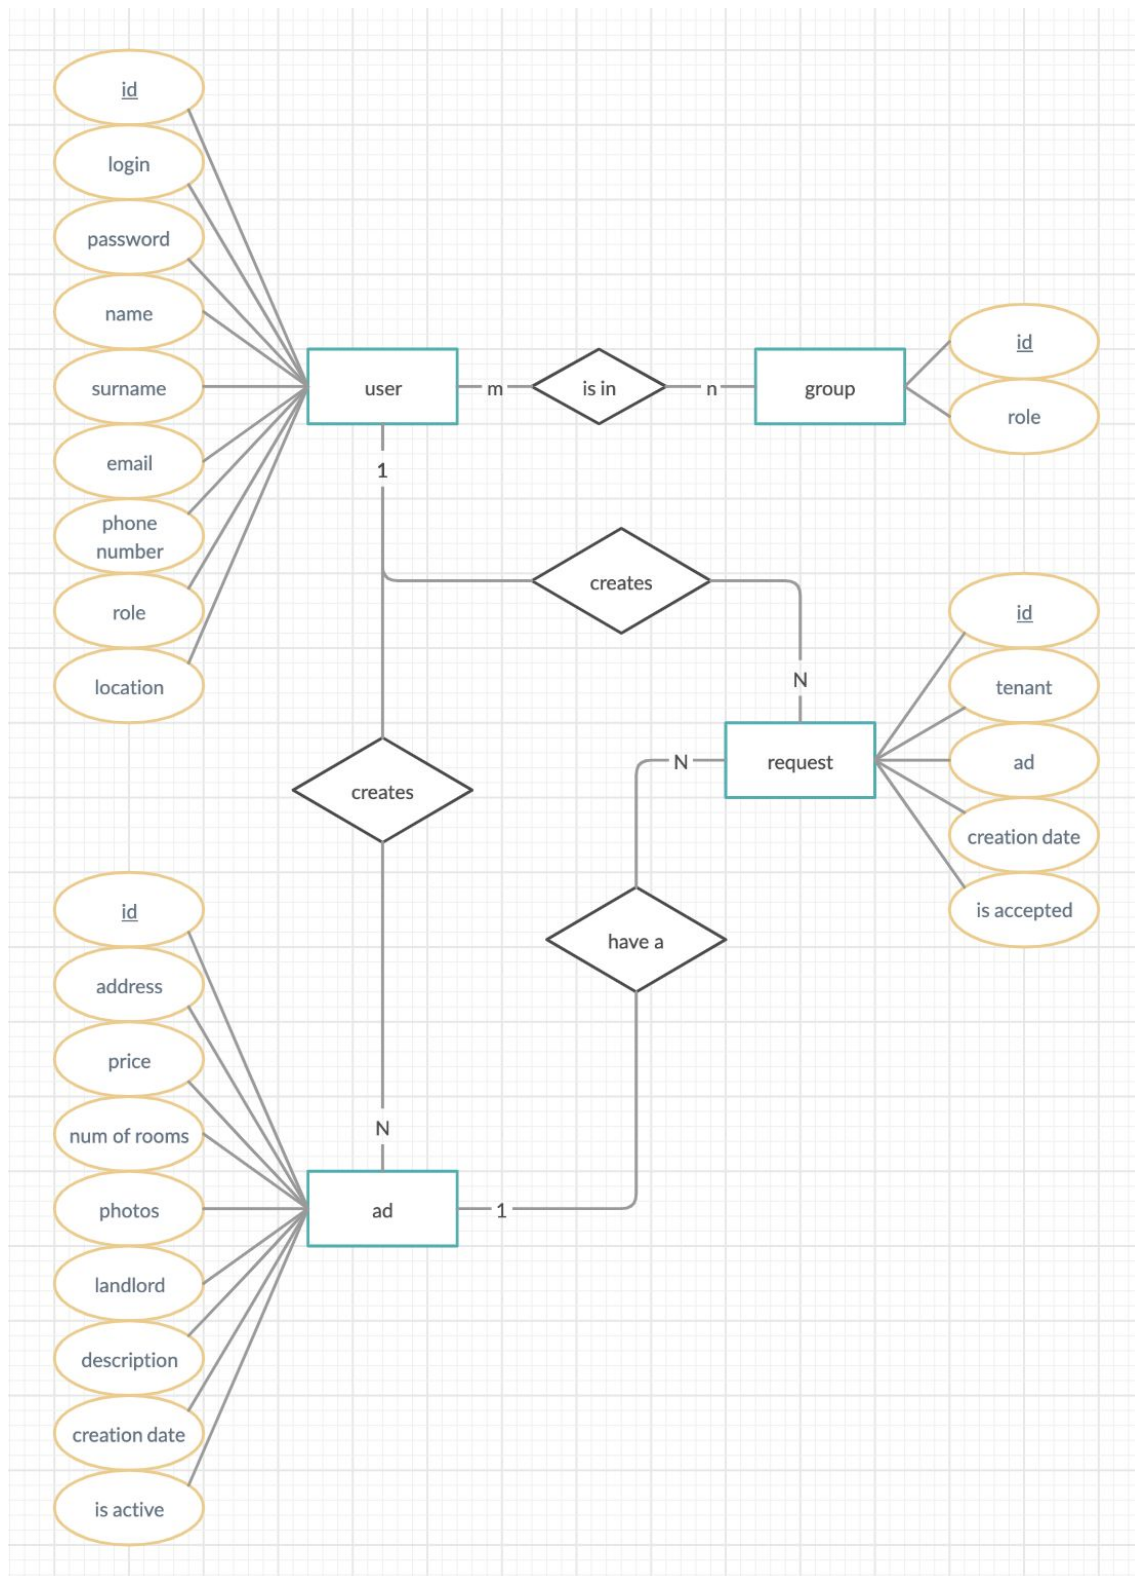 id
login
password
name
surname
email
phone
number
role
location
user
m
is in
n
group
id
role
1
creates
N
request
id
tenant
ad
creation date
is accepted
creates
N
have a
N
1
ad
id
address
price
num of rooms
photos
landlord
description
creation date
is active